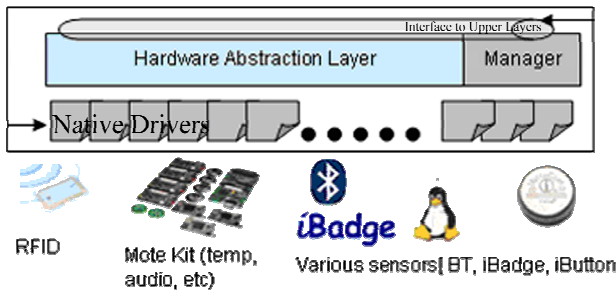 Interface to Upper Layers
Hardware Abstraction Layer
Manager
Native Drivers
iBadge
RFID
Mote Kit (temp,
audio, etc)
Various sensors[ BT, iBadge, iButtom